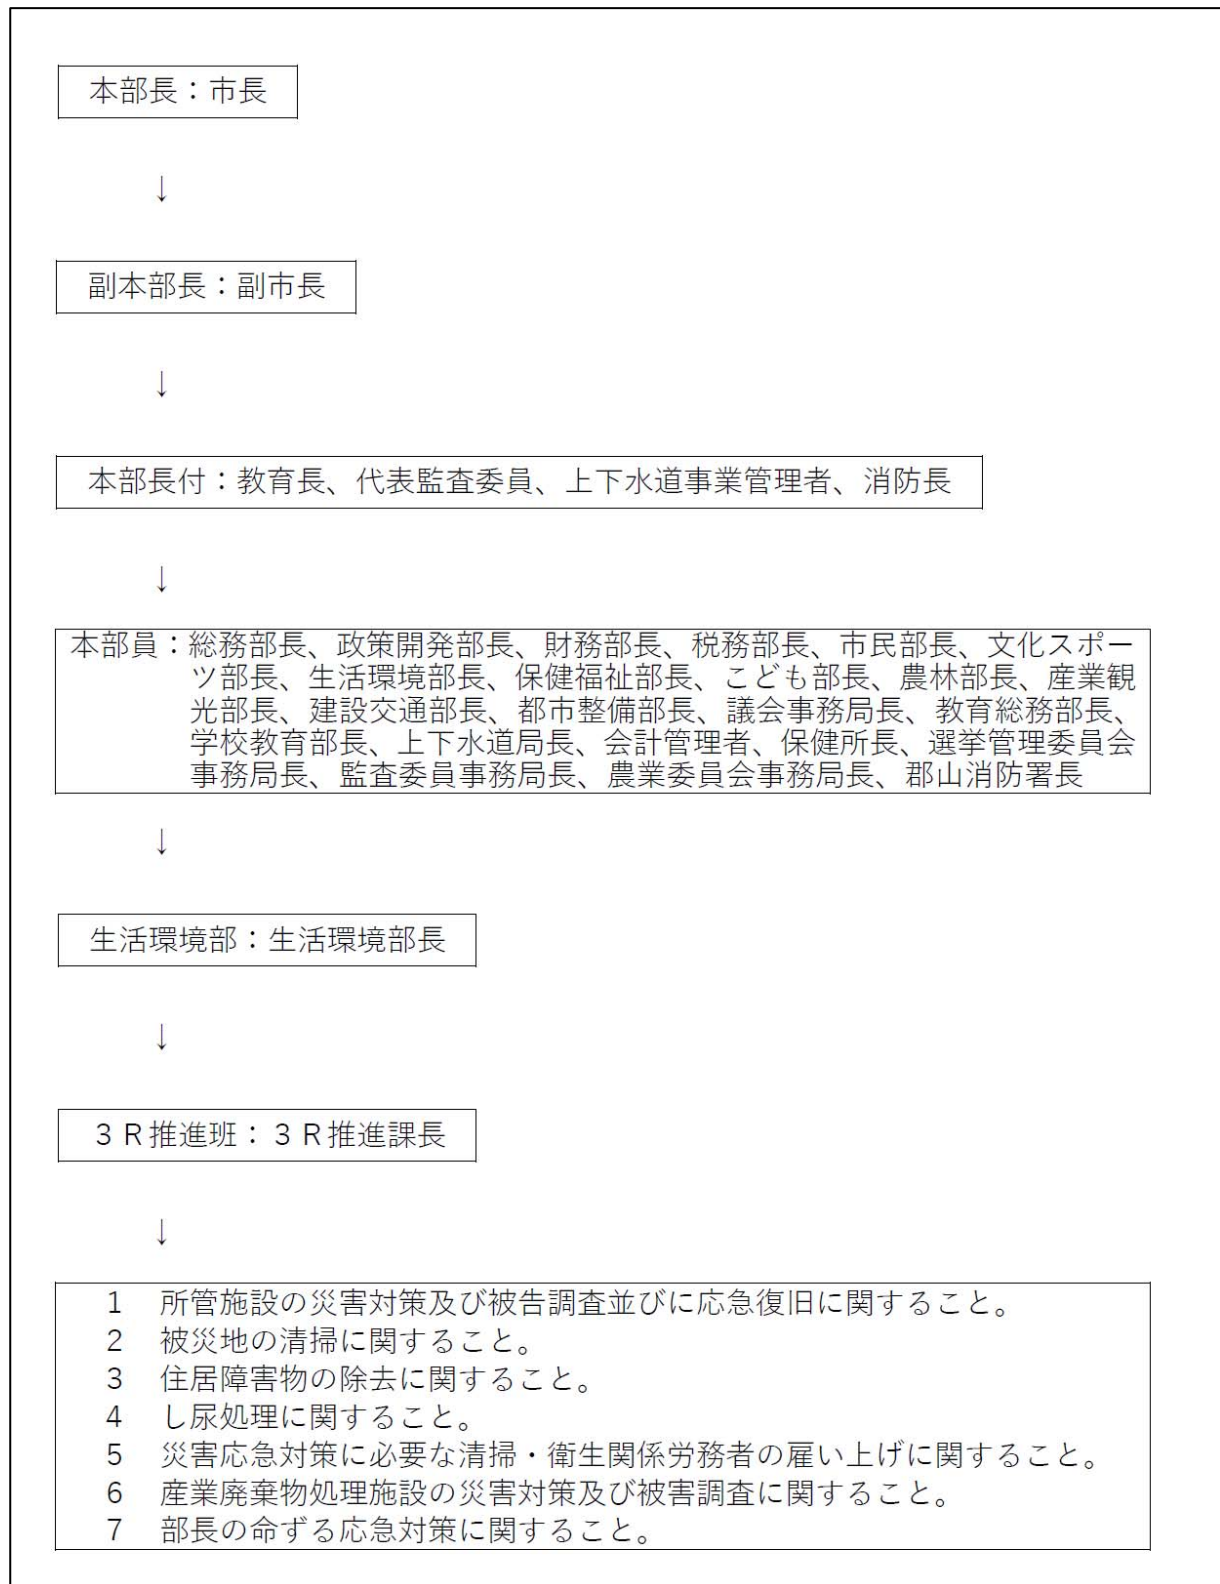 本部長：市長
↓
副本部長：副市長
↓
本部長付：教育長、代表監査委員、上下水道事業管理者、消防長
↓
本部員：総務部長、政策開発部長、財務部長、税務部長、市民部長、文化スポー
ツ部長、生活環境部長、保健福祉部長、こども部長、農林部長、産業観
光部長、建設交通部長、都市整備部長、議会事務局長、教育総務部長、
学校教育部長、上下水道局長、会計管理者、保健所長、選挙管理委員会
事務局長、監査委員事務局長、農業委員会事務局長、郡山消防署長
↓
生活環境部：生活環境部長
↓
３Ｒ推進班：３Ｒ推進課長
↓
1 所管施設の災害対策及び被告調査並びに応急復旧に関すること。
2 被災地の清掃に関すること。
3 住居障害物の除去に関すること。
4 し尿処理に関すること。
5 災害応急対策に必要な清掃・衛生関係労務者の雇い上げに関すること。
6 産業廃棄物処理施設の災害対策及び被害調査に関すること。
7 部長の命ずる応急対策に関すること。